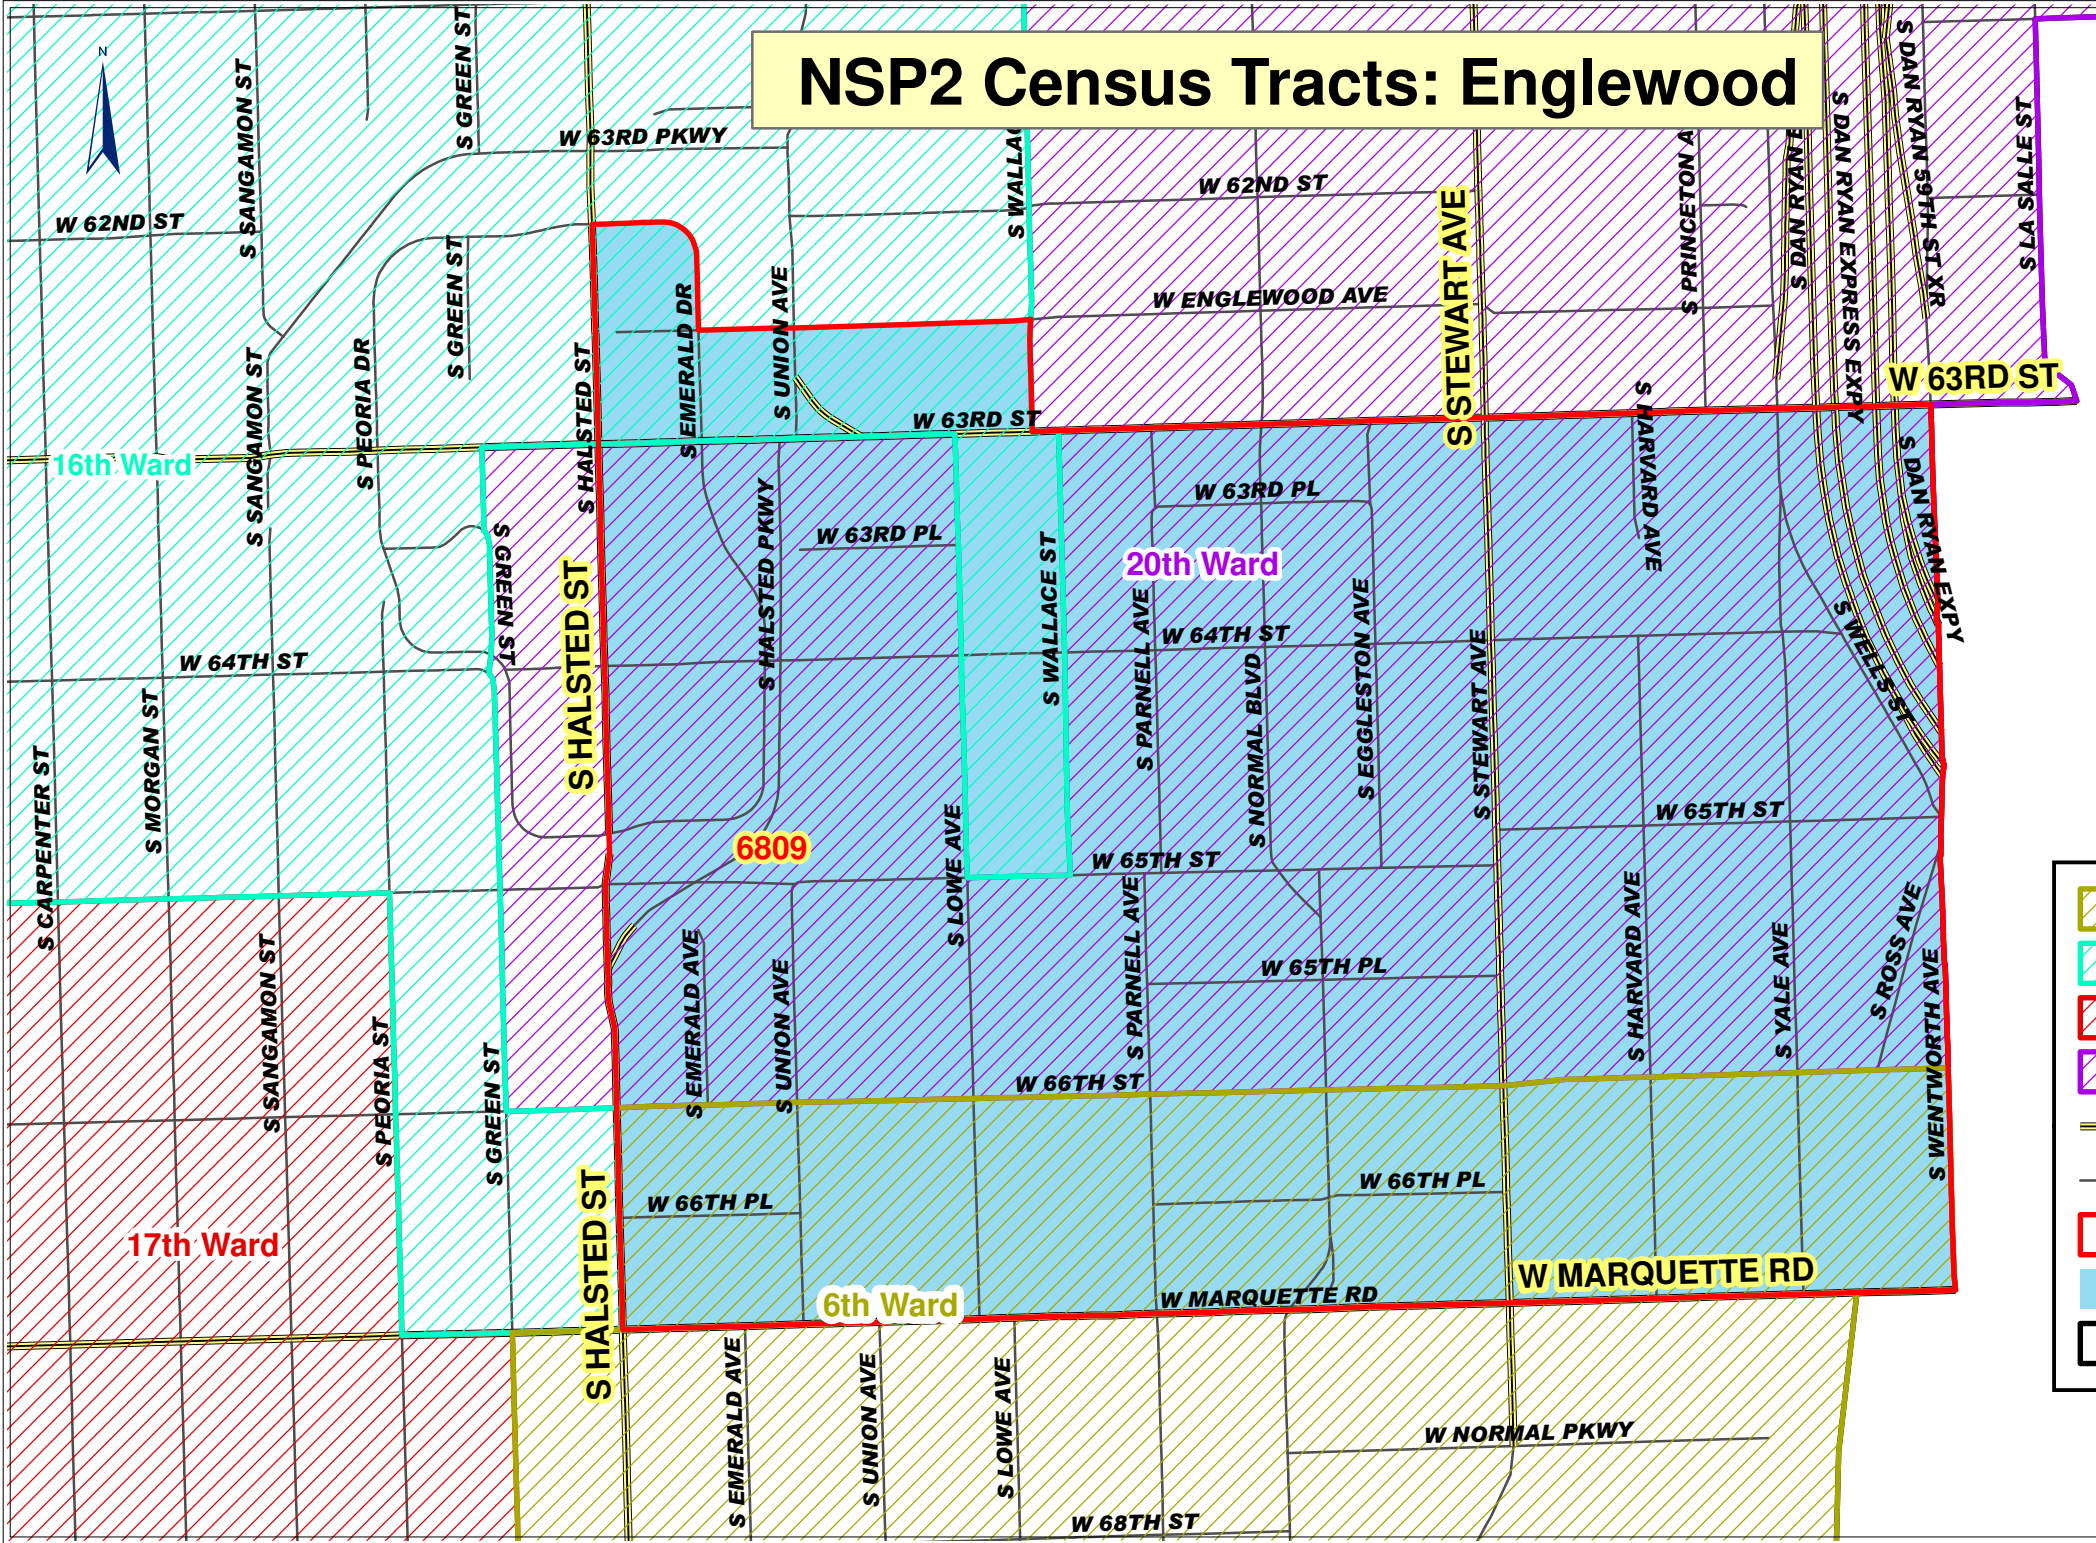 NSP2 Census Tracts: Englewood
N
S GREEN ST
S SANGAMON ST
W 63RD PKWY
W 62ND ST
W 62ND ST
S DAN RYAN 59TH ST XR
S DAN RYAN EXPRESS EXPY
S DAN RYAN
S LA SALLE ST
S PRINCETON
S STEWART AVE
W ENGLEWOOD AVE
S GREEN ST
S EMERALD DR
S UNION AVE
S HALSTED ST
S PEORIA DR
S SANGAMON ST
W 63RD ST
W 63RD ST
16th Ward
S HARVARD AVE
S DAN RYAN EXPY
W 63RD PL
W 63RD PL
S HALSTED PKWY
S GREEN ST
S WALLACE ST
20th Ward
S HALSTED ST
S PARNELL AVE
W 64TH ST
W 64TH ST
S NORMAL BLVD
S EGGLESTON AVE
S STEWART AVE
S WELLS ST
S MORGAN ST
S CARPENTER ST
W 65TH ST
6809
W 65TH ST
S LOWE AVE
S PARNELL AVE
S HARVARD AVE
S YALE AVE
S ROSS AVE
S WENTWORTH AVE
W 65TH PL
S SANGAMON ST
S PEORIA ST
S GREEN ST
S EMERALD AVE
S UNION AVE
W 66TH ST
W 66TH PL
W 66TH PL
17th Ward
S HALSTED ST
W MARQUETTE RD
W MARQUETTE RD
6th Ward
S EMERALD AVE
S UNION AVE
S LOWE AVE
W NORMAL PKWY
W 68TH ST